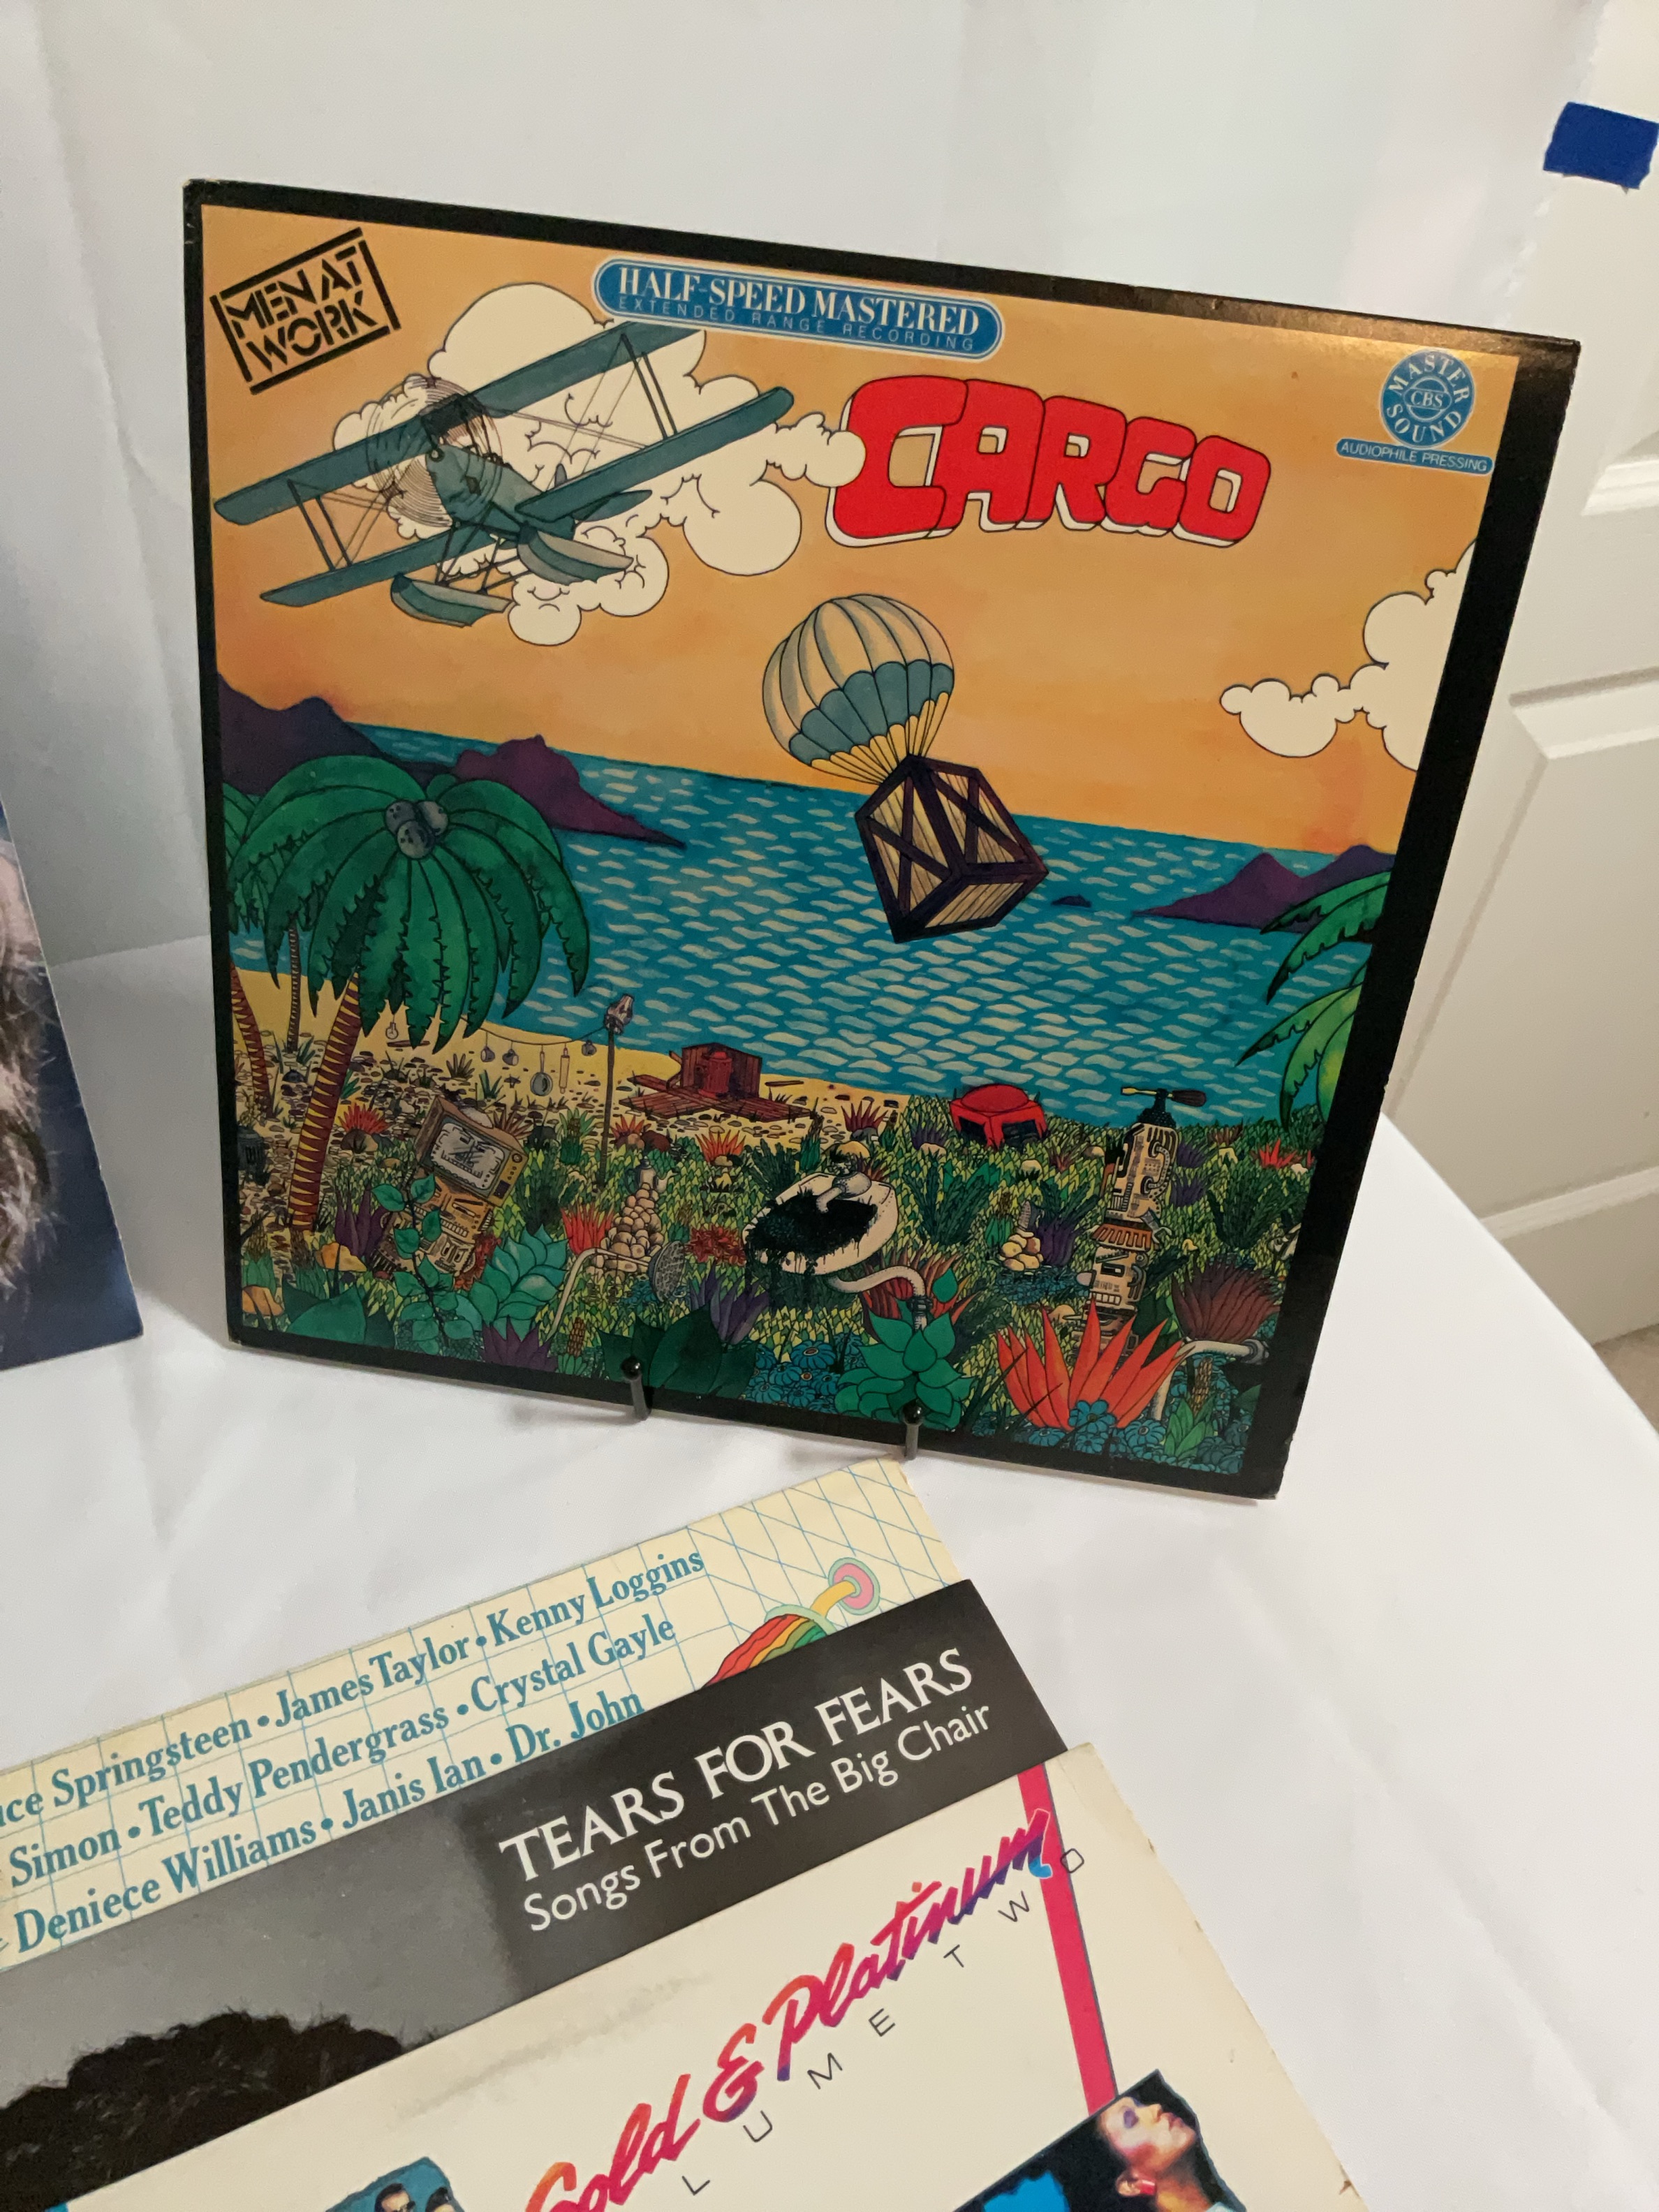 MEN AT
WORK
HALF-SPEED MASTERED
EXTENDED RANGE RECORDING
CARGO
MASTER
CBS
SOUND
AUDIOPHILE PRESSING
Springsteen • James Taylor • Kenny Loggins
Simon • Teddy Pendergrass • Crystal Gayle
Deniece Williams • Janis Ian • Dr. John
TEARS FOR FEARS
Songs From The Big Chair
Gold & Platinum
LUME TWO